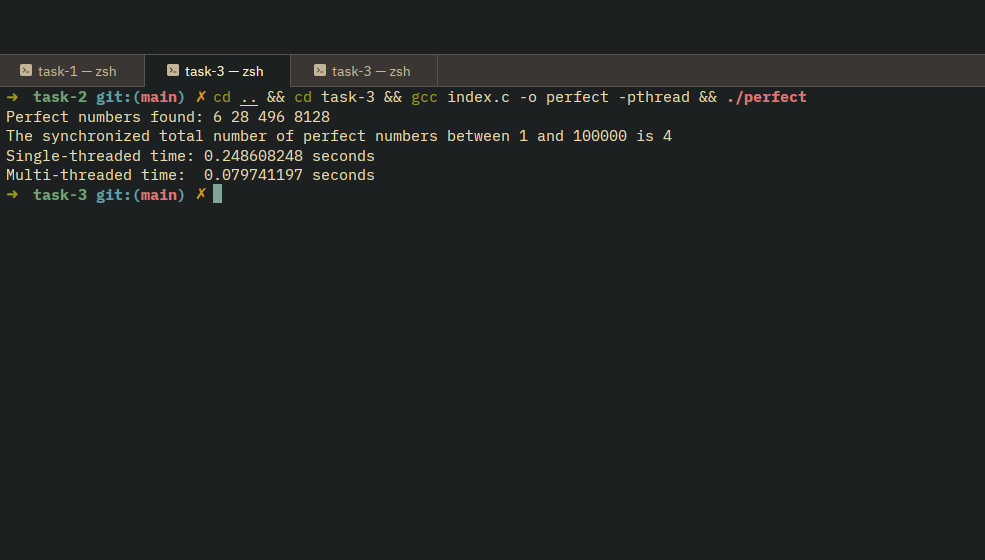 task-1 — zsh task-3 — zsh task-3 — zsh
➜ task-2 git:(main) ✗ cd .. && cd task-3 && gcc index.c -o perfect -pthread && ./perfect
Perfect numbers found: 6 28 496 8128
The synchronized total number of perfect numbers between 1 and 100000 is 4
Single-threaded time: 0.248608248 seconds
Multi-threaded time:  0.079741197 seconds
➜ task-3 git:(main) ✗